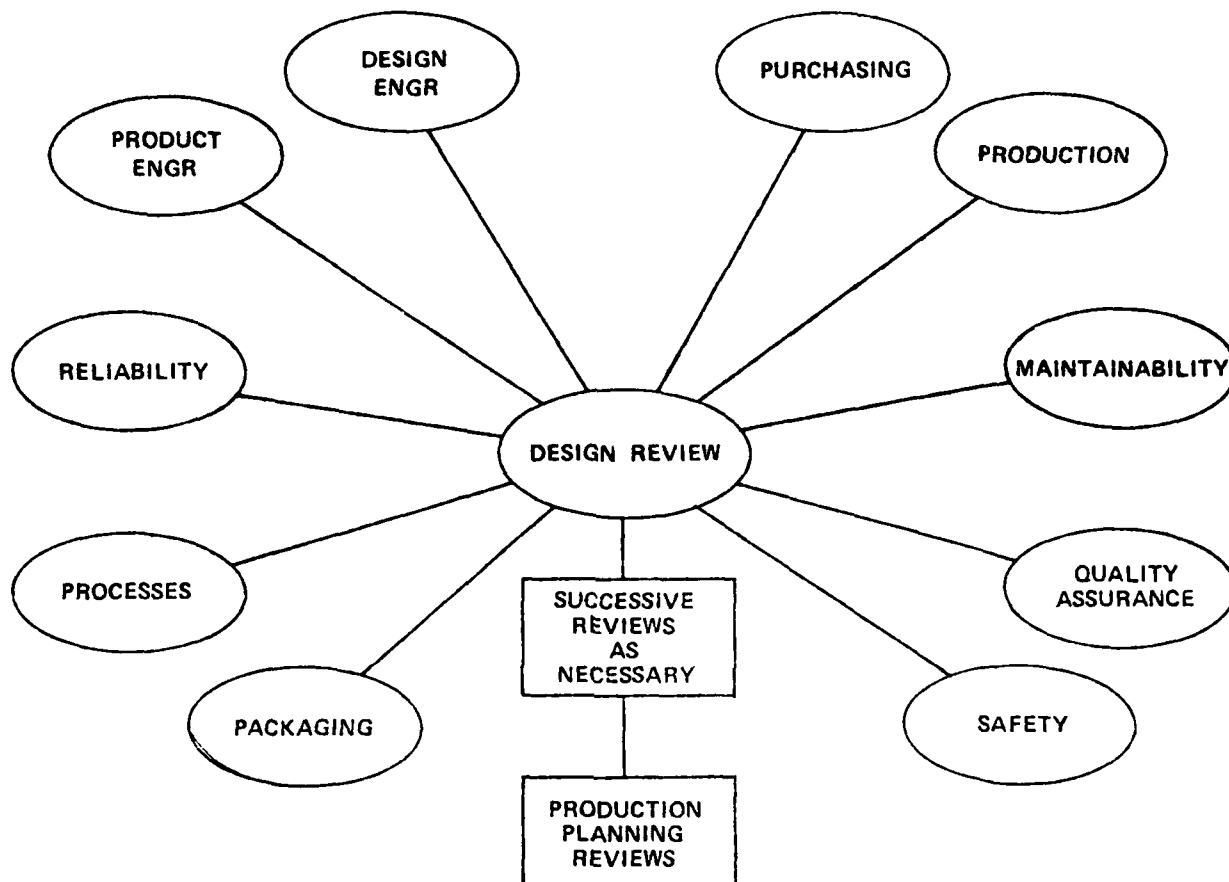 DESIGN
ENGR
PURCHASING
PRODUCT
ENGR
PRODUCTION
RELIABILITY
MAINTAINABILITY
DESIGN REVIEW
PROCESSES
QUALITY
ASSURANCE
SUCCESSIVE
REVIEWS
AS
NECESSARY
PACKAGING
SAFETY
PRODUCTION
PLANNING
REVIEWS